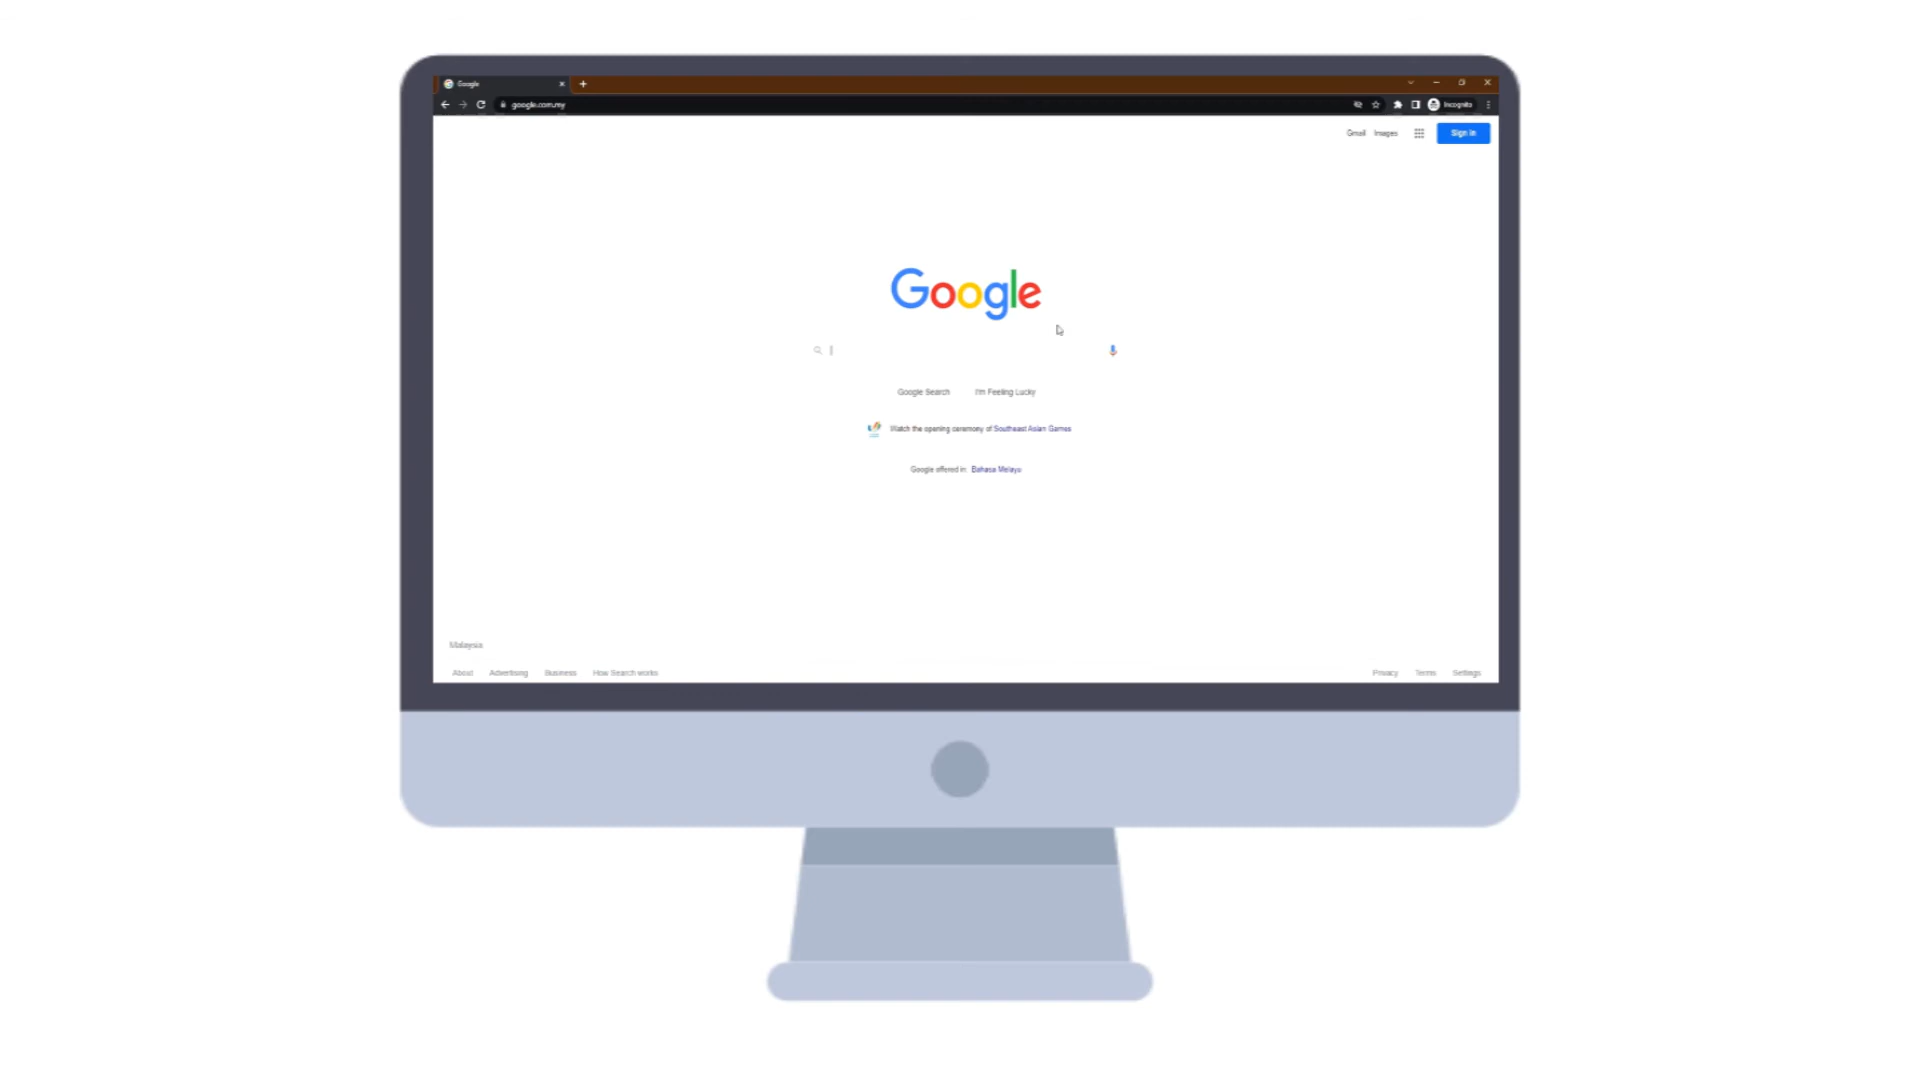 Google
google.com.my
Incognito
Gmail Images Sign in
Google
Google Search I'm Feeling Lucky
Watch the opening ceremony of Southeast Asian Games
Google offered in: Bahasa Melayu
Malaysia
About Advertising Business How Search works
Privacy Terms Settings